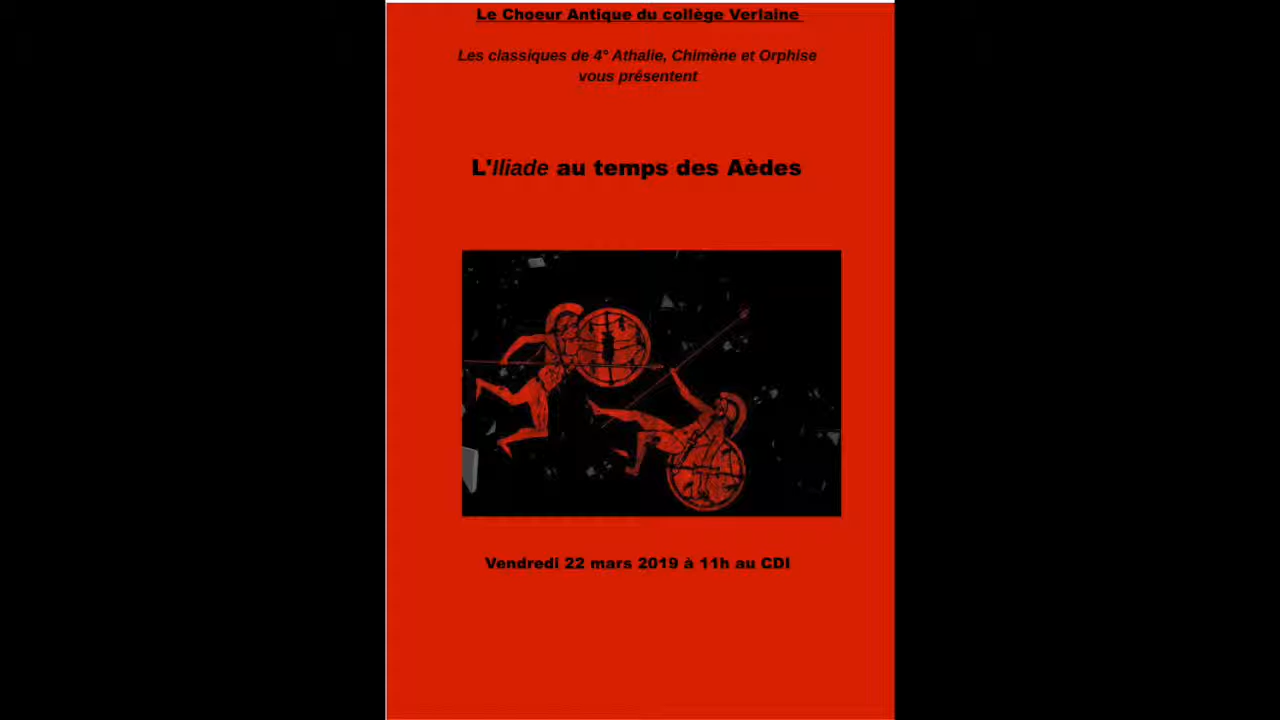 Le Choeur Antique du collège Verlaine
Les classiques de 4° Athalie, Chimène et Orphise
vous présentent
L'Iliade au temps des Aèdes
Vendredi 22 mars 2019 à 11h au CDI